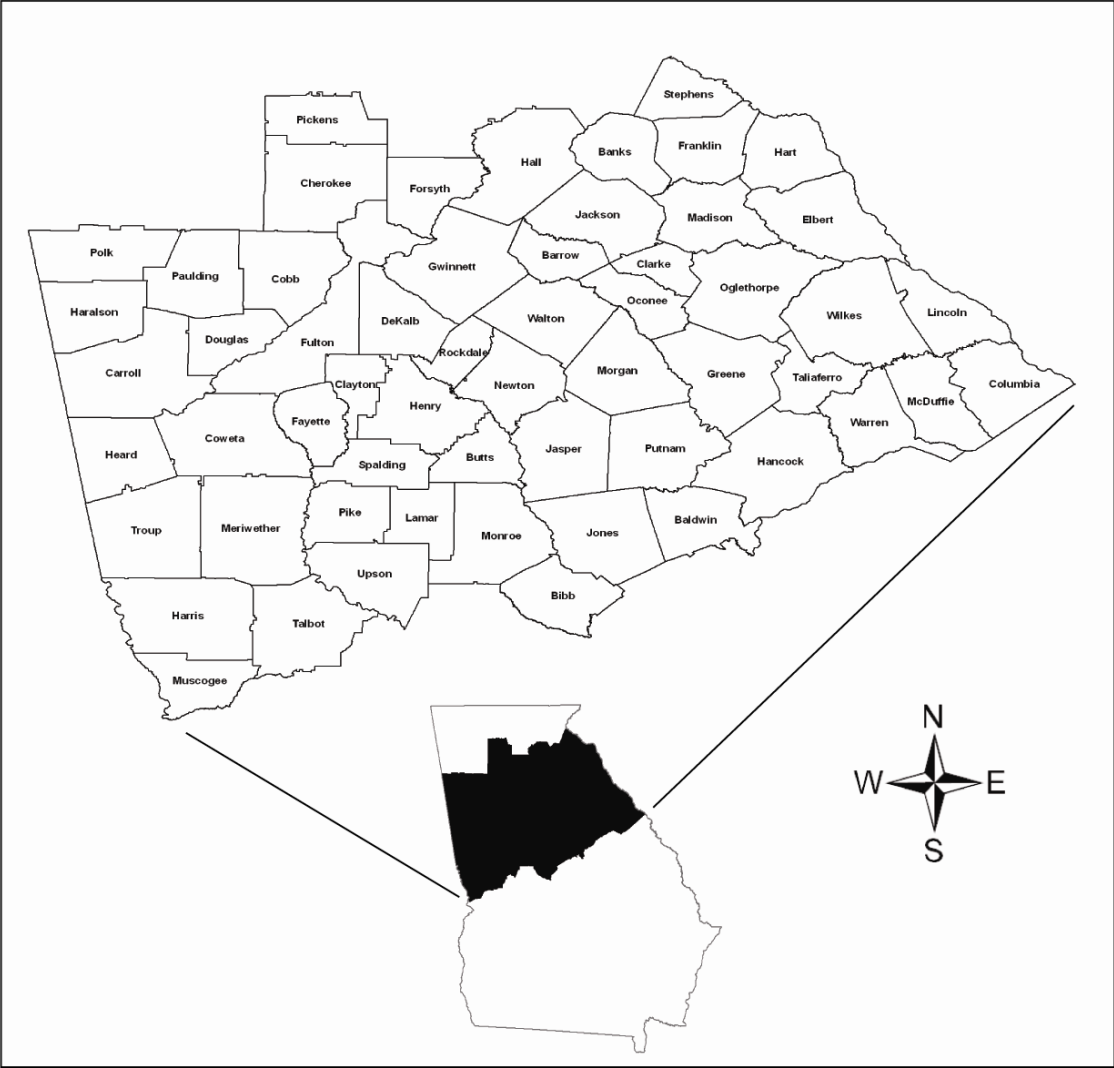 Stephens
Pickens
Franklin
Hart
Banks
Hall
Cherokee
Forsyth
Jackson
Madison
Elbert
Polk
Barrow
Clarke
Gwinnett
Paulding
Cobb
Oglethorpe
Oconee
Haralson
Lincoln
Wilkes
Walton
DeKalb
Douglas
Fulton
Rockdale
Carroll
Morgan
Greene
Taliaferro
Clayton
Newton
Columbia
McDuffie
Henry
Fayette
Warren
Coweta
Jasper
Putnam
Heard
Butts
Hancock
Spalding
Pike
Lamar
Baldwin
Troup
Meriwether
Jones
Monroe
Upson
Bibb
Harris
Talbot
Muscogee
N
W E
S